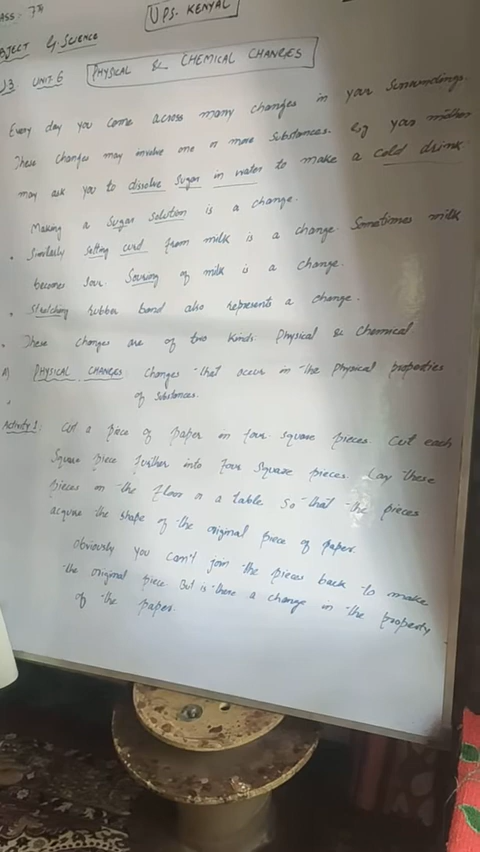 ASS:- 7TH
UPS. KENYAL
BJECT G. SCIENCE
UNIT-6 PHYSICAL & CHEMICAL CHANGES
Every day you come across many changes in your surroundings.
These changes may involve one or more substances. Eg your mother
may ask you to dissolve sugar in water to make a cold drink.
Making a sugar solution is a change.
Similarly setting curd from milk is a change. Sometimes milk
becomes sour. Souring of milk is a change.
Stretching rubber band also represents a change.
These changes are of two kinds. Physical & Chemical
PHYSICAL CHANGES: Changes that occur in the Physical properties
of substances.
Activity 1: Cut a piece of paper in four square pieces. Cut each
square piece further into four square pieces. Lay these
pieces on the floor or a table so that the pieces
acquire the shape of the original piece of paper.
Obviously you can't join the pieces back to make
the original piece. But is there a change in the property
of the paper.